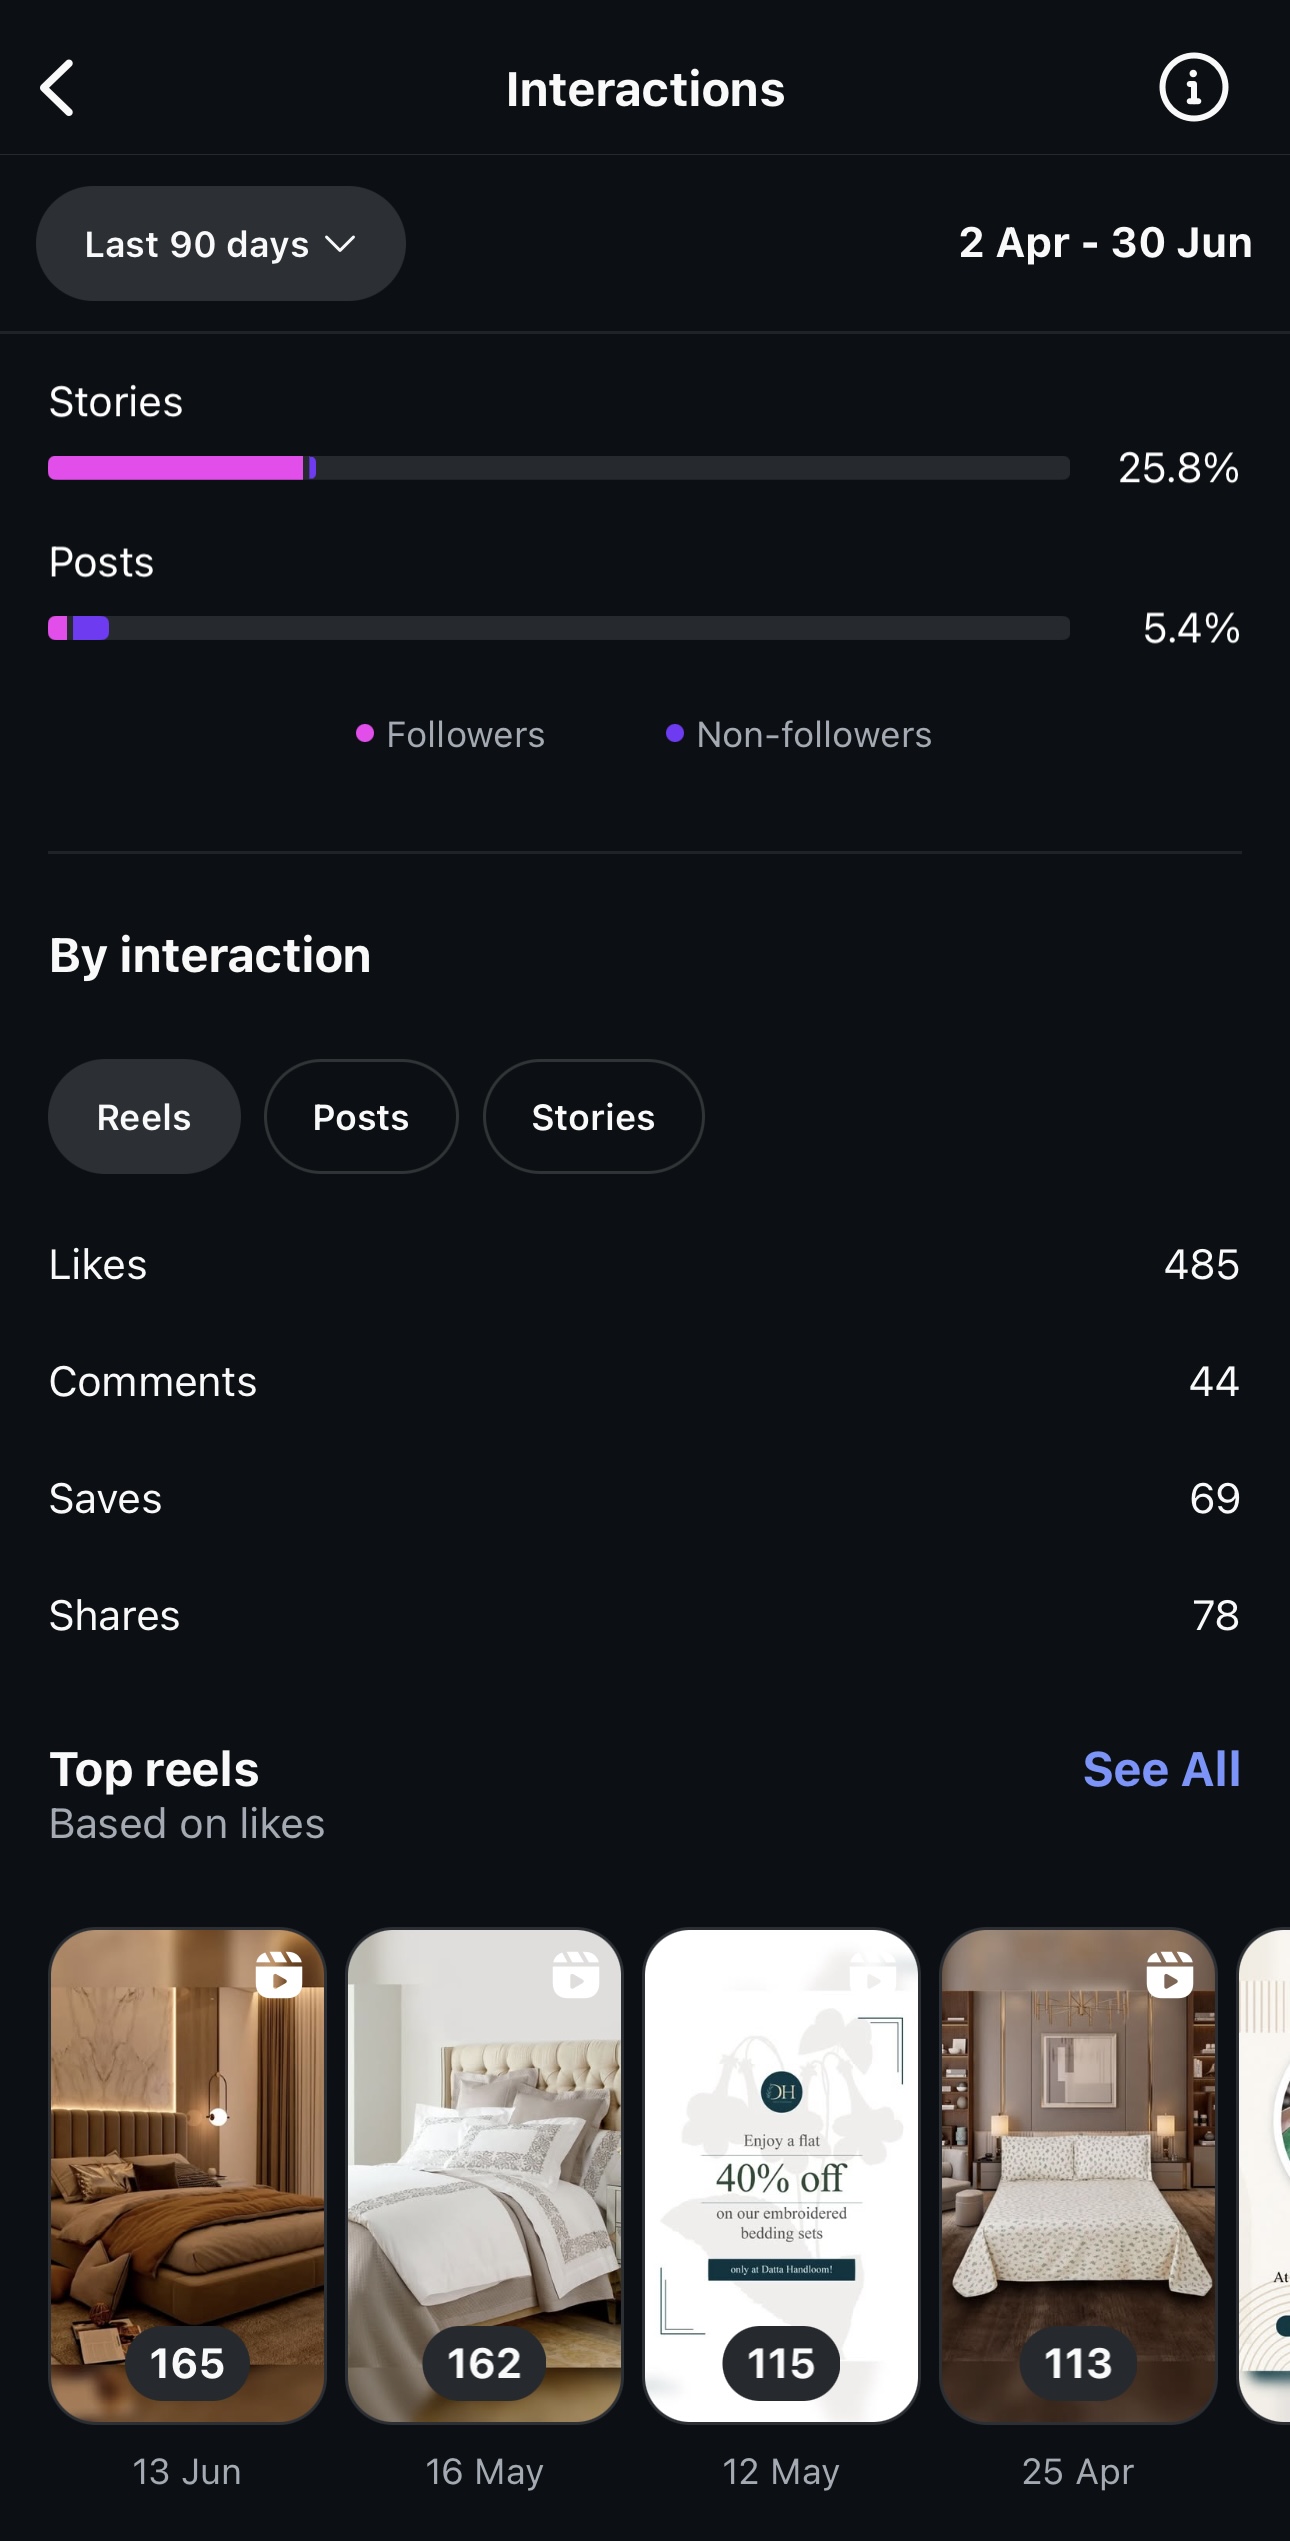 Interactions
Last 90 days
2 Apr - 30 Jun
Stories
25.8%
Posts
5.4%
Followers
Non-followers
By interaction
Reels
Posts
Stories
Likes
485
Comments
44
Saves
69
Shares
78
Top reels
See All
Based on likes
DH
Enjoy a flat
40% off
on our embroidered
bedding sets
only at Datta Handloom!
At
165
162
115
113
13 Jun
16 May
12 May
25 Apr